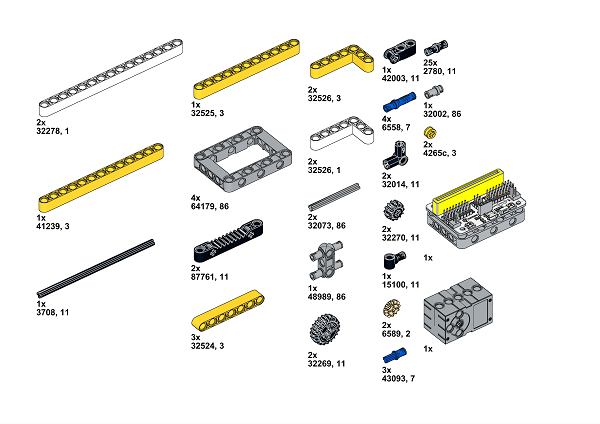 2x
32278, 1
1x
41239, 3
1x
3708, 11
1x
32525, 3
4x
64179, 86
2x
87761, 11
3x
32524, 3
2x
32526, 3
2x
32526, 1
2x
32073, 86
1x
48989, 86
2x
32269, 11
1x
42003, 11
4x
6558, 7
2x
32014, 11
2x
32270, 11
1x
15100, 11
2x
6589, 2
3x
43093, 7
25x
2780, 11
1x
32002, 86
2x
4265c, 3
1x
1x